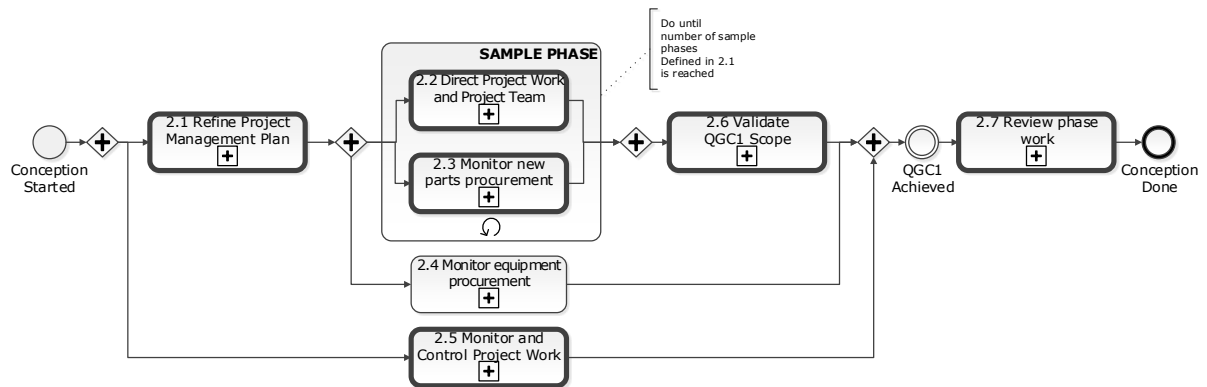 Do until
number of sample
phases
Defined in 2.1
is reached
SAMPLE PHASE
2.2 Direct Project Work
and Project Team
2.1 Refine Project
Management Plan
2.6 Validate
QGC1 Scope
2.7 Review phase
work
2.3 Monitor new
parts procurement
Conception
Started
QGC1
Achieved
Conception
Done
2.4 Monitor equipment
procurement
2.5 Monitor and
Control Project Work